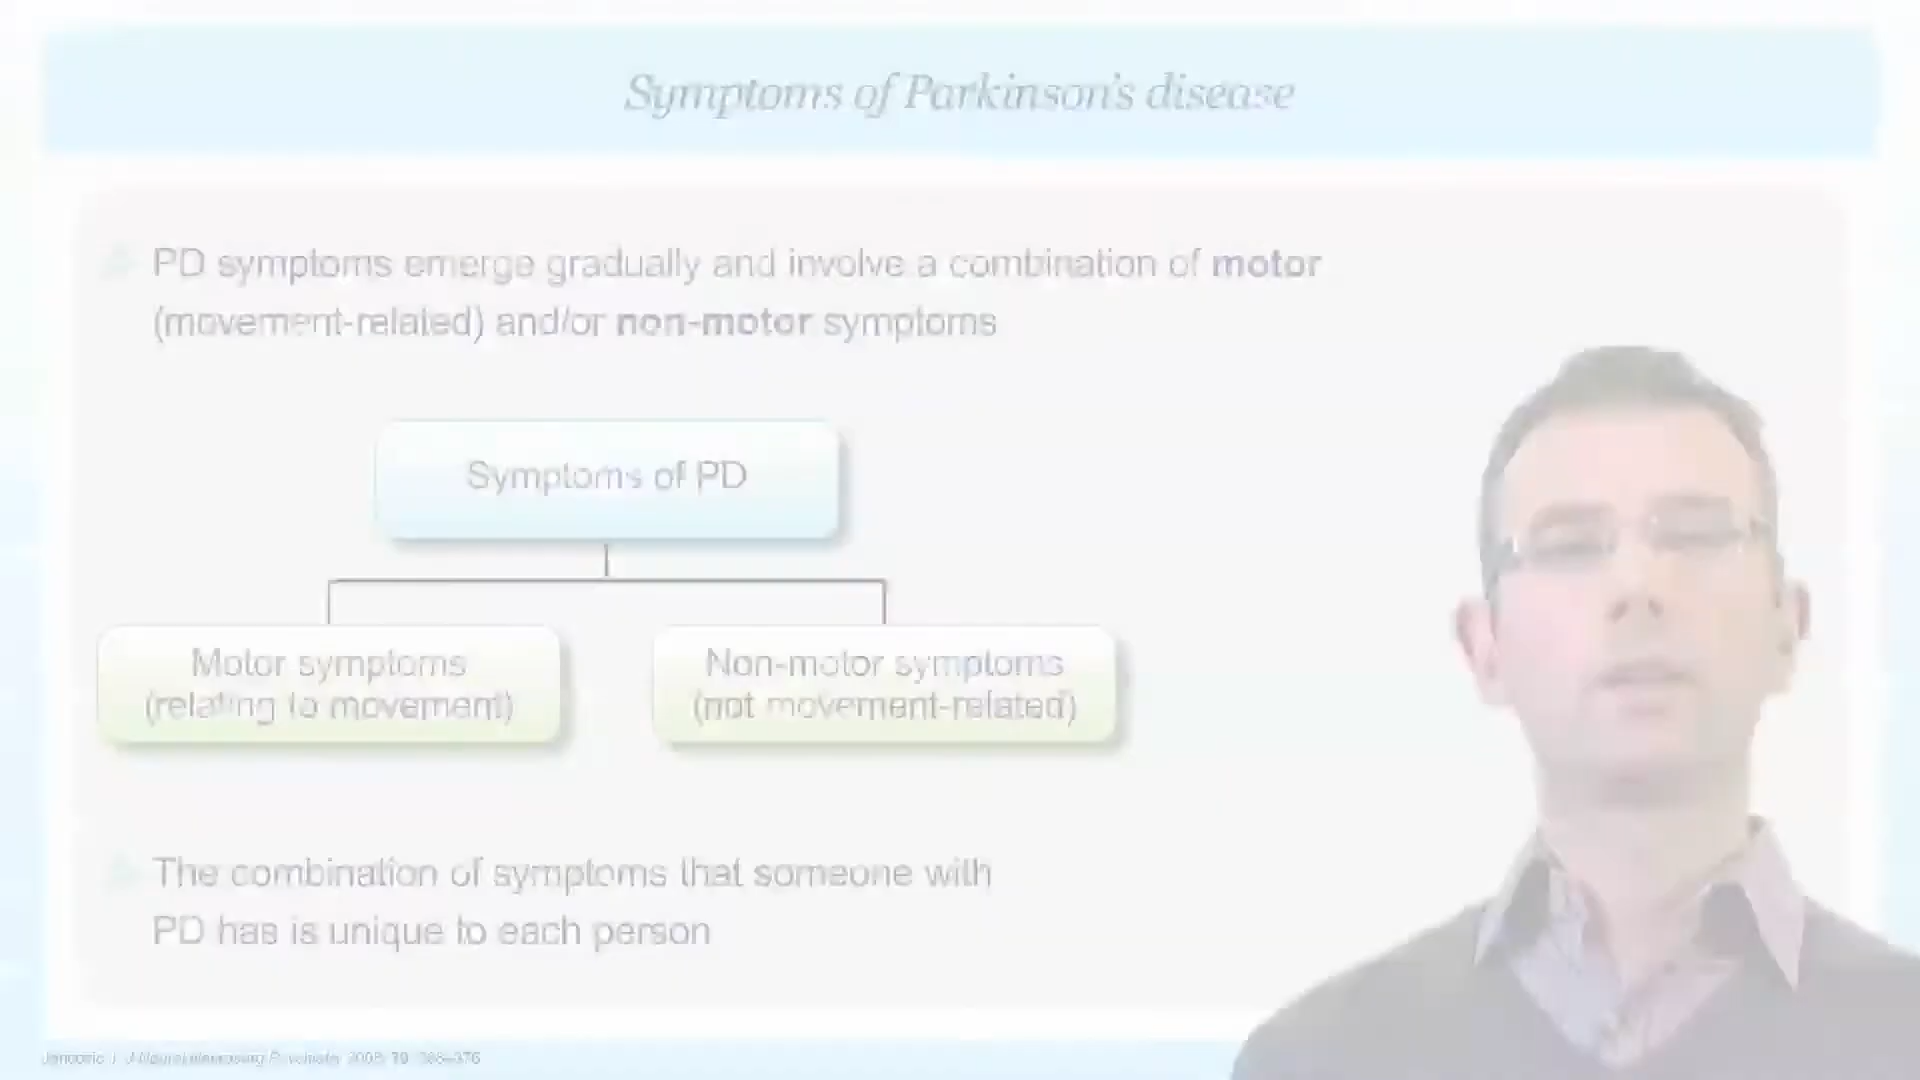 Symptoms of Parkinson's disease
PD symptoms emerge gradually and involve a combination of motor
(movement-related) and/or non-motor symptoms
Symptoms of PD
Motor symptoms
(relating to movement)
Non-motor symptoms
(not movement-related)
The combination of symptoms that someone with
PD has is unique to each person